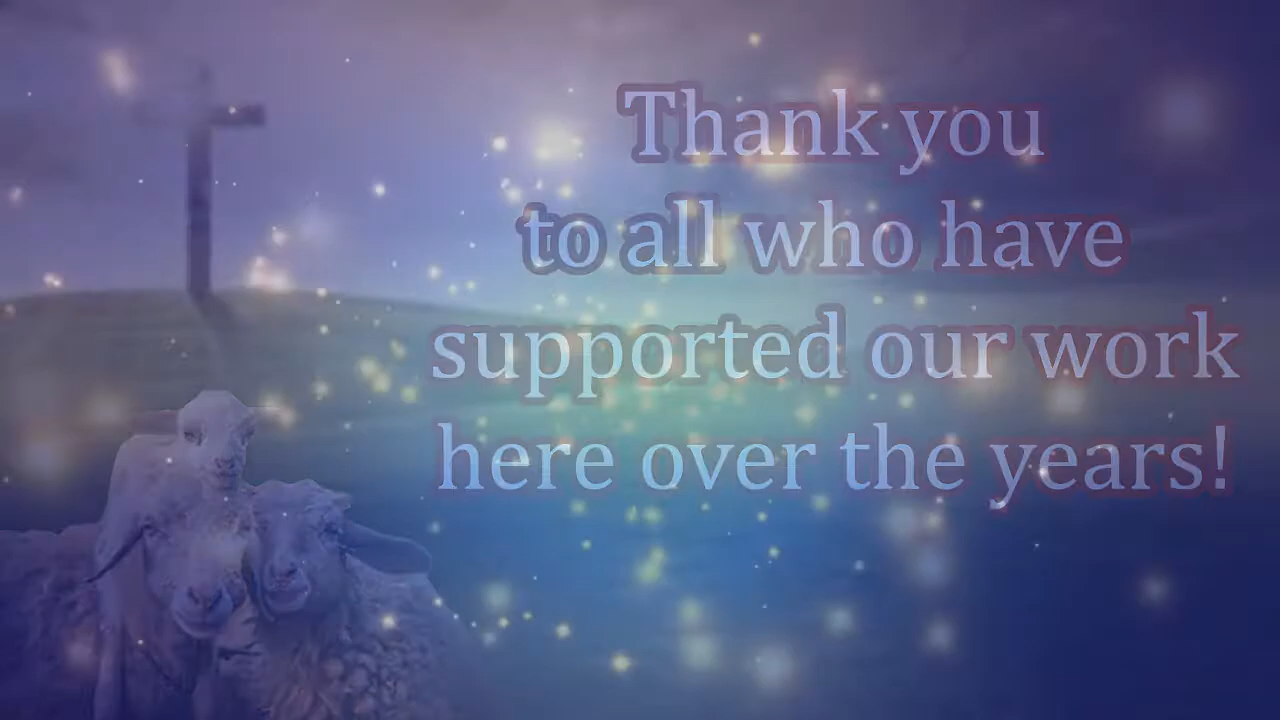 Thank you
to all who have
supported our work
here over the years!